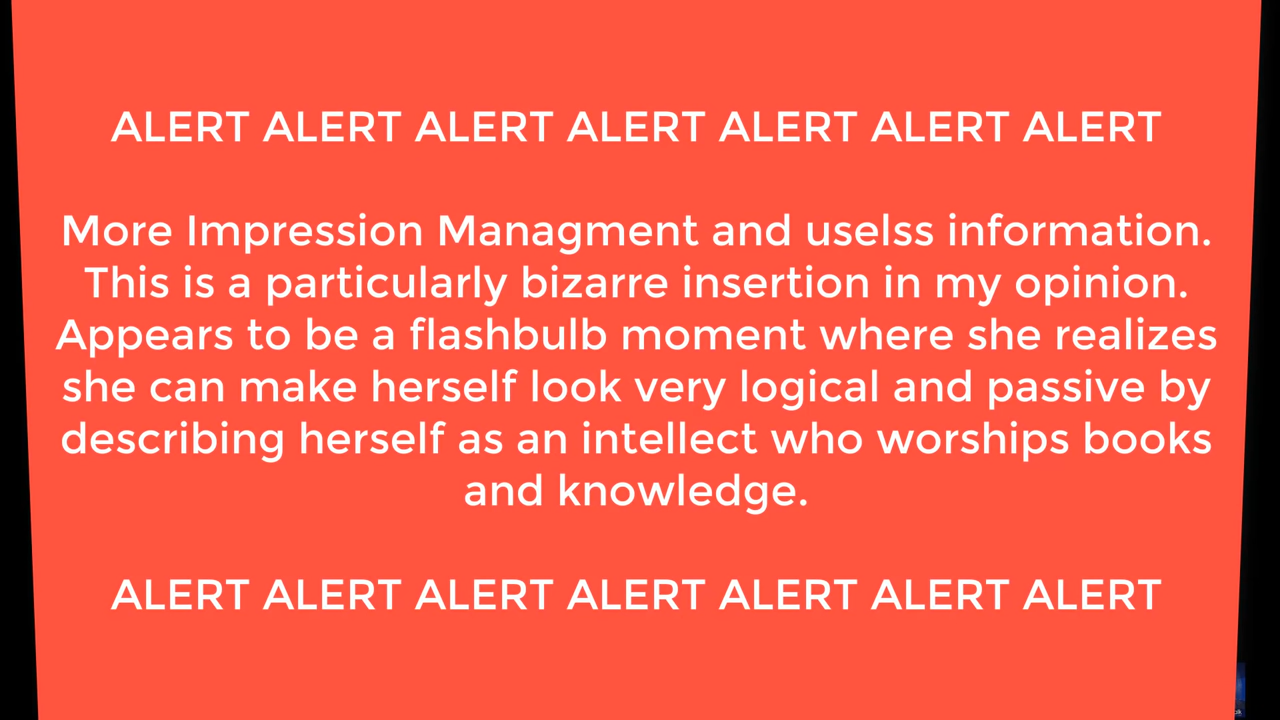 ALERT ALERT ALERT ALERT ALERT ALERT ALERT
More Impression Managment and uselss information.
This is a particularly bizarre insertion in my opinion.
Appears to be a flashbulb moment where she realizes
she can make herself look very logical and passive by
describing herself as an intellect who worships books
and knowledge.
ALERT ALERT ALERT ALERT ALERT ALERT ALERT